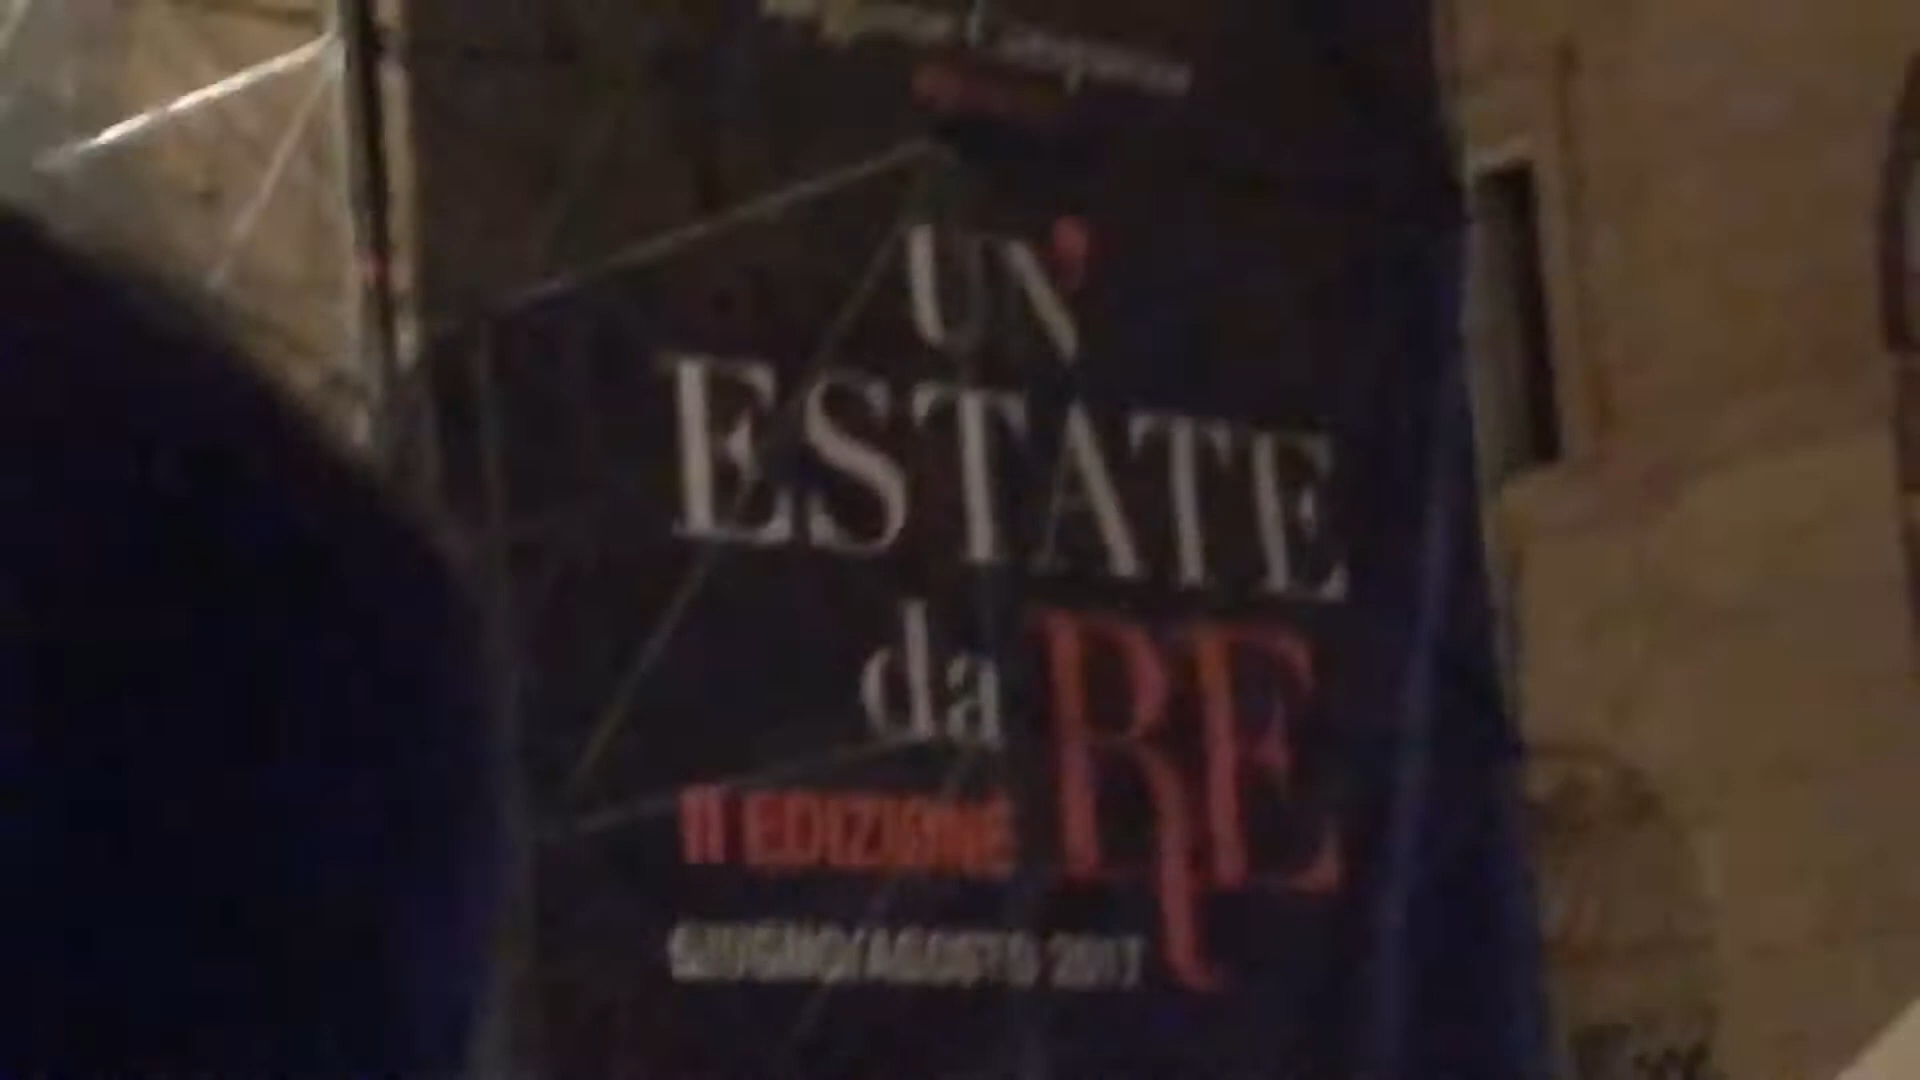 UN'
ESTATE
da RE
II EDIZIONE
GIUGNO/AGOSTO 2017